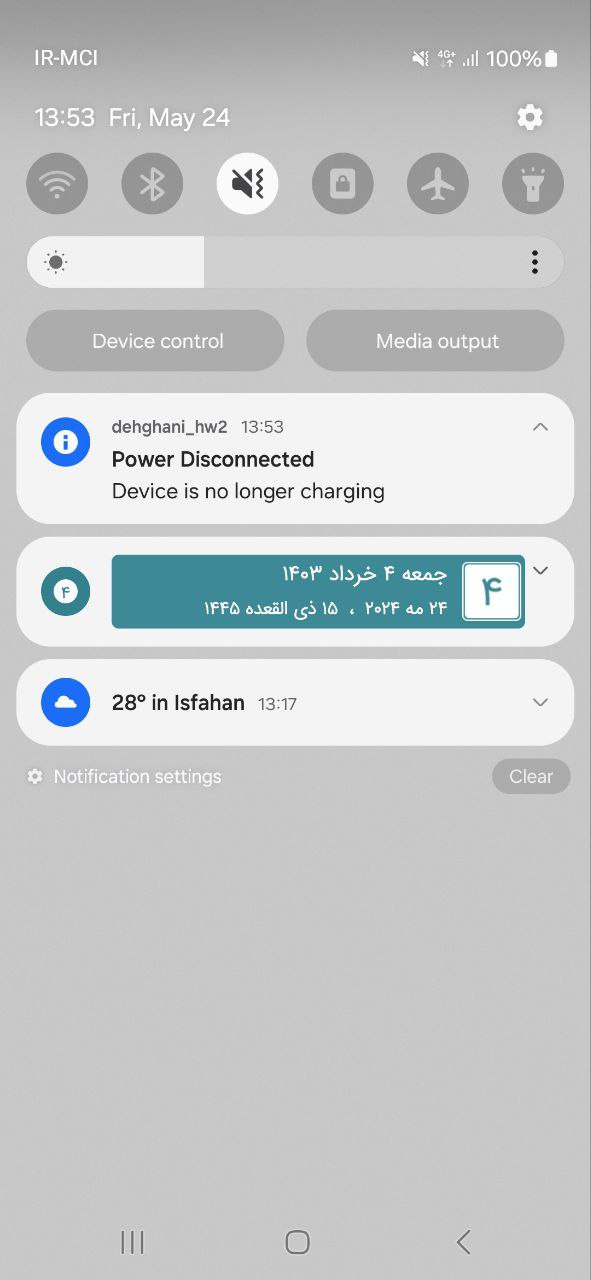 IR-MCI 4G+ 100%
13:53 Fri, May 24
Device control Media output
dehghani_hw2 13:53
Power Disconnected
Device is no longer charging
جمعه ۴ خرداد ۱۴۰۳
۲۴ مه ۲۰۲۴ ، ۱۵ ذی القعده ۱۴۴۵
۴
۴
28° in Isfahan 13:17
Notification settings Clear